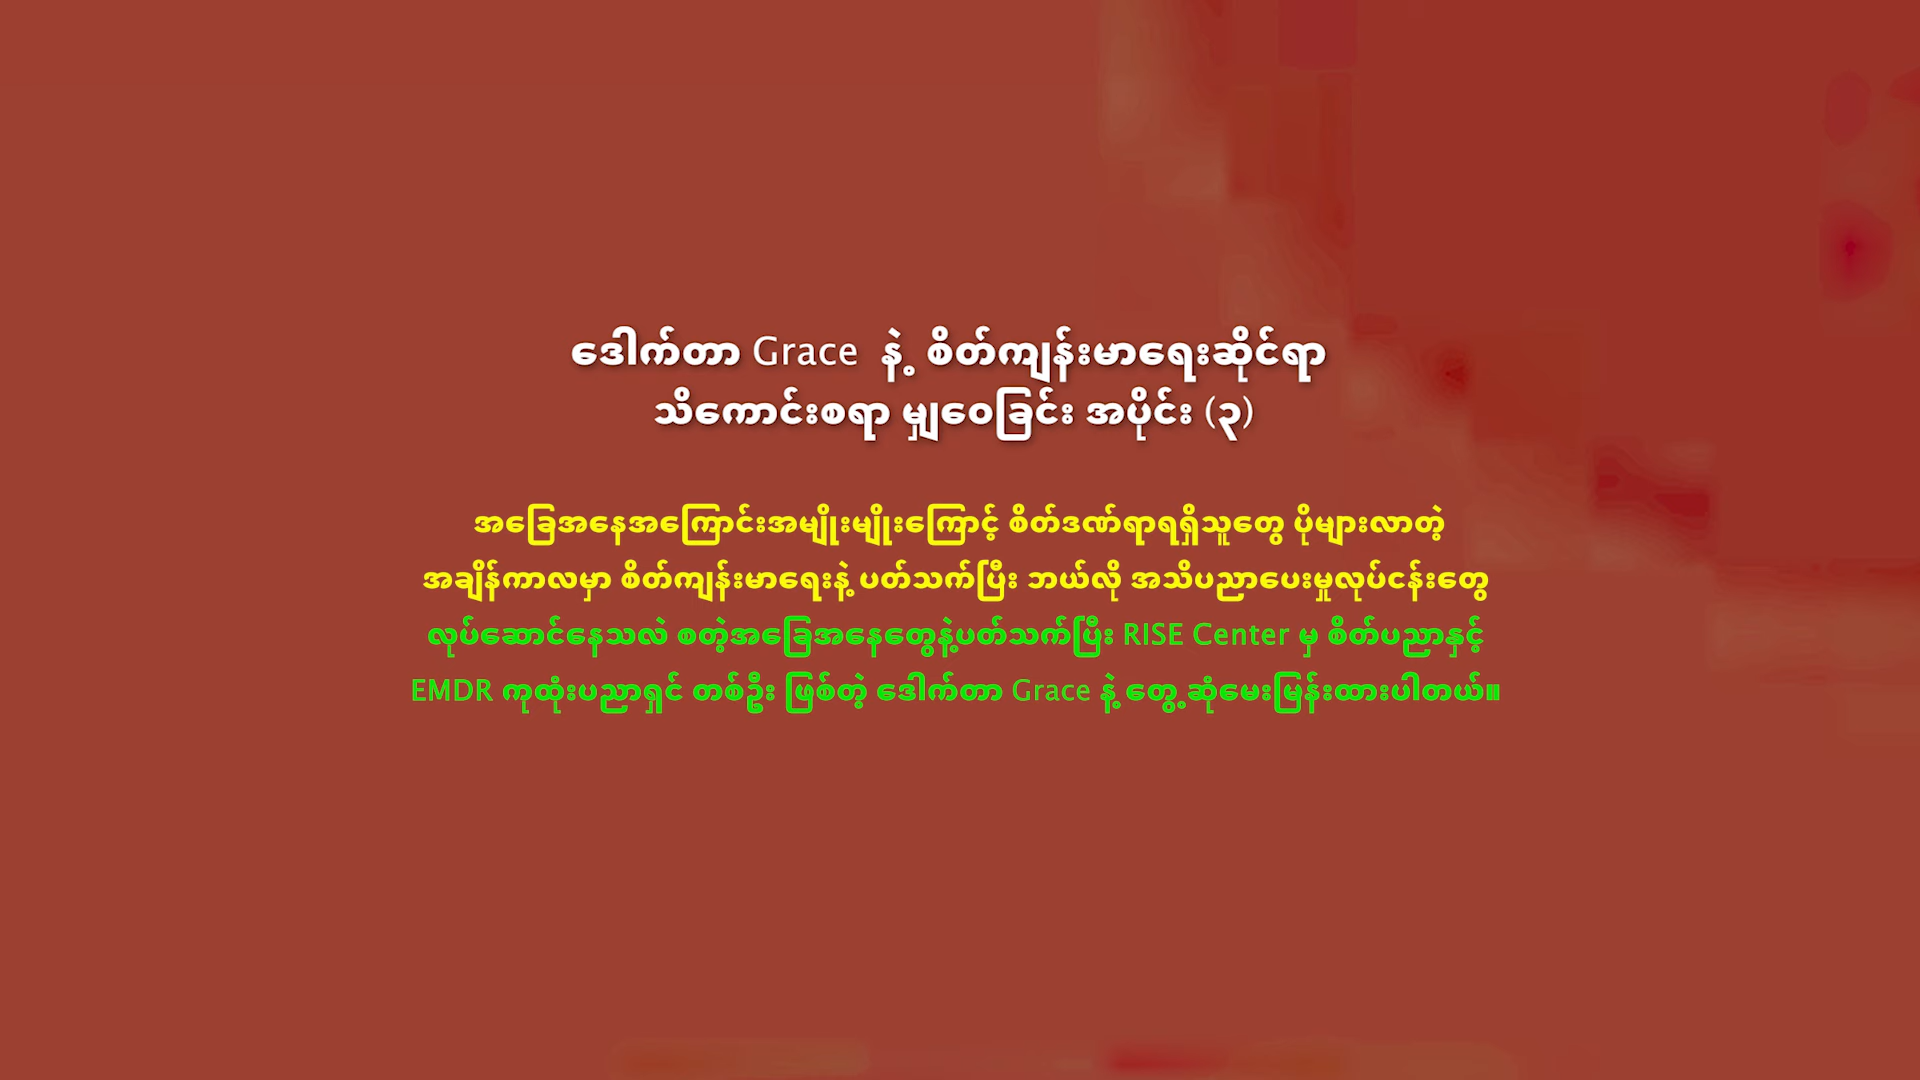 ဒေါက်တာ Grace နဲ့ စိတ်ကျန်းမာရေးဆိုင်ရာ
သိကောင်းစရာ မျှဝေခြင်း အပိုင်း (၃)
အခြေအနေအကြောင်းအမျိုးမျိုးကြောင့် စိတ်ဒဏ်ရာရရှိသူတွေ ပိုများလာတဲ့
အချိန်ကာလမှာ စိတ်ကျန်းမာရေးနဲ့ ပတ်သက်ပြီး ဘယ်လို အသိပညာပေးမှုလုပ်ငန်းတွေ
လုပ်ဆောင်နေသလဲ စတဲ့အခြေအနေတွေနဲ့ပတ်သက်ပြီး RISE Center မှ စိတ်ပညာနှင့်
EMDR ကုထုံးပညာရှင် တစ်ဦး ဖြစ်တဲ့ ဒေါက်တာ Grace နဲ့ တွေ့ဆုံမေးမြန်းထားပါတယ်။